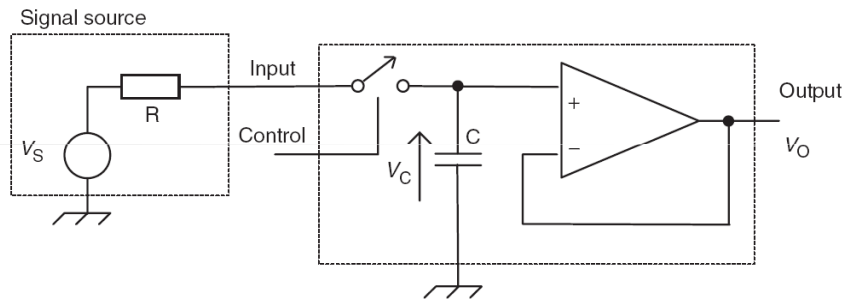 Signal source
Input
Output
R
+
Control
C
V_S
V_C
−
V_O